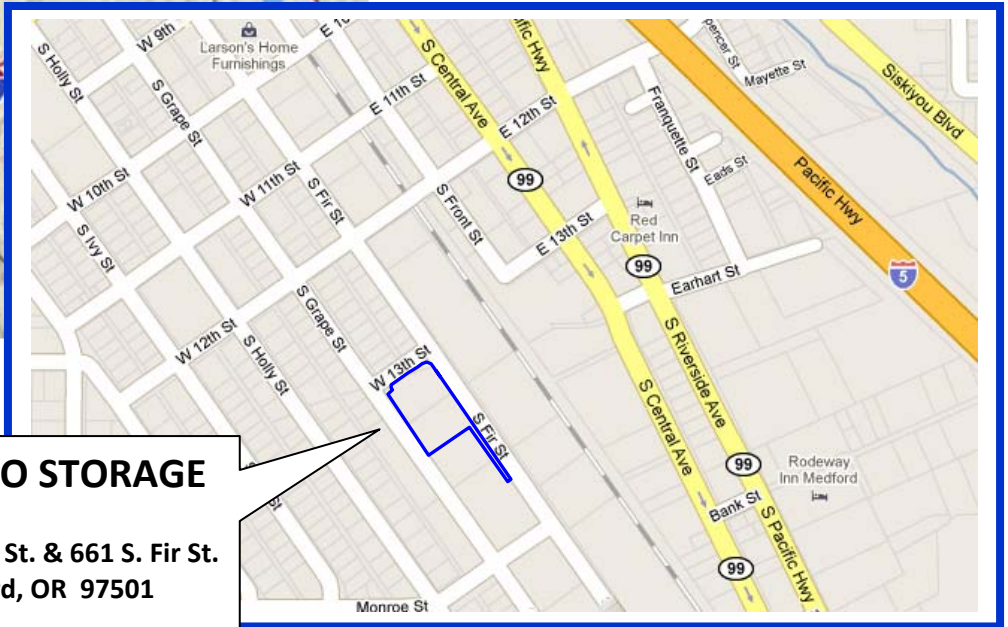 W 9th
E 10
Larson's Home
Furnishings
S Holly St
S Grape St
S Central Ave
E 11th St
E 12th St
Franquette St
Mayette St
Siskiyou Blvd
W 10th St
W 11th St
S Fir St
S Front St
99
E 13th St
Eads St
Red
Carpet Inn
Pacific Hwy
5
99
Earhart St
S Ivy St
S Grape St
W 12th St
S Holly St
W 13th St
S Fir St
S Riverside Ave
S Central Ave
99
Rodeway
Inn Medford
Bank St
S Pacific Hwy
99
Monroe St
O STORAGE
St. & 661 S. Fir St.
d, OR 97501